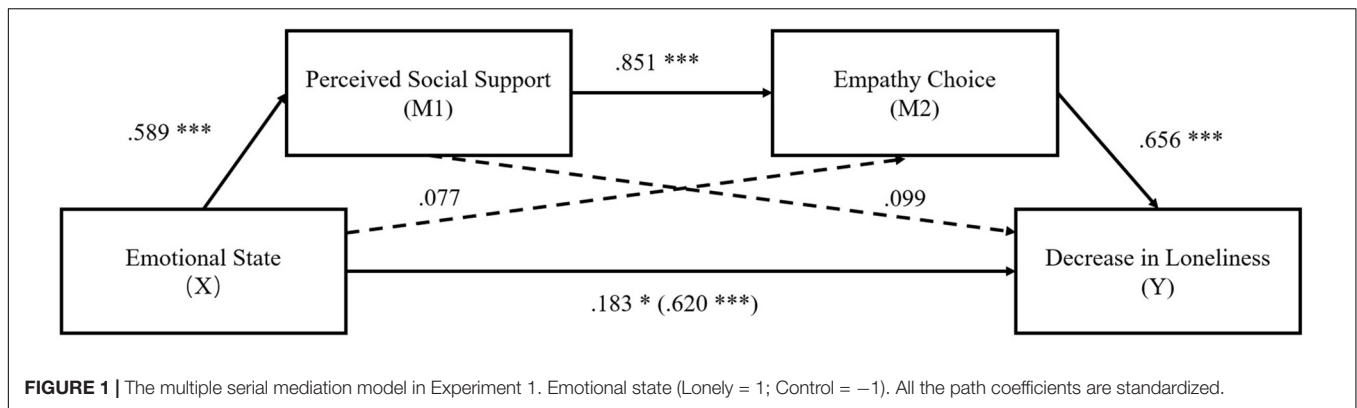 Perceived Social Support
(M1)
.851 ***
Empathy Choice
(M2)
.589 ***
.656 ***
.077
.099
Emotional State
(X)
Decrease in Loneliness
(Y)
.183 * (.620 ***)
FIGURE 1 | The multiple serial mediation model in Experiment 1. Emotional state (Lonely = 1; Control = −1). All the path coefficients are standardized.